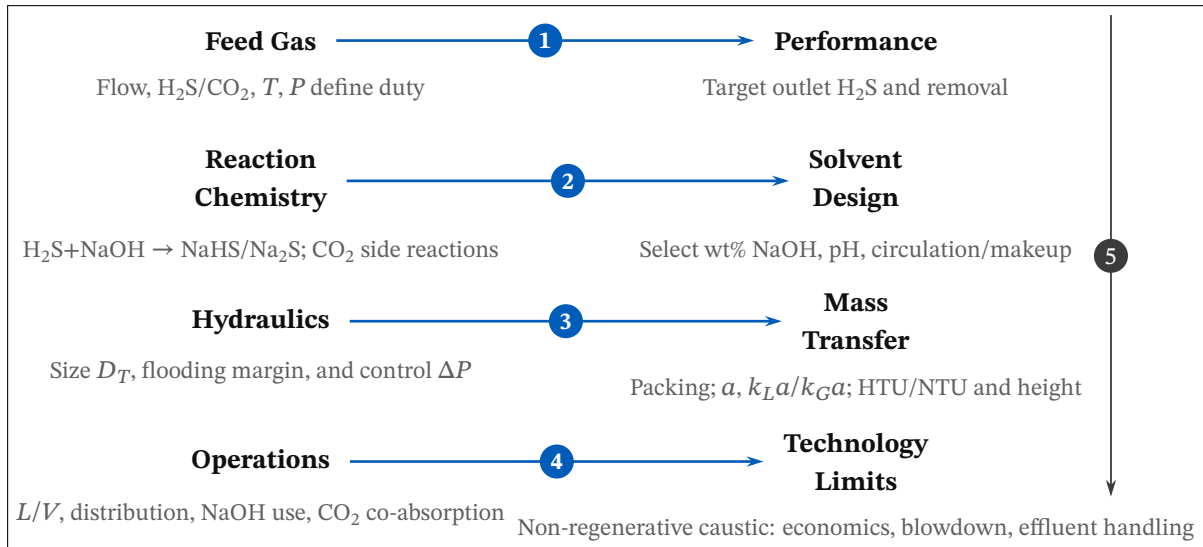 Feed Gas
1
Performance
Flow, H₂S/CO₂, T, P define duty
Target outlet H₂S and removal
Reaction
Chemistry
2
Solvent
Design
H₂S+NaOH → NaHS/Na₂S; CO₂ side reactions
Select wt% NaOH, pH, circulation/makeup
5
Hydraulics
3
Mass
Transfer
Size D_T, flooding margin, and control ΔP
Packing; a, k_La/k_Ga; HTU/NTU and height
Operations
4
Technology
Limits
L/V, distribution, NaOH use, CO₂ co-absorption
Non-regenerative caustic: economics, blowdown, effluent handling